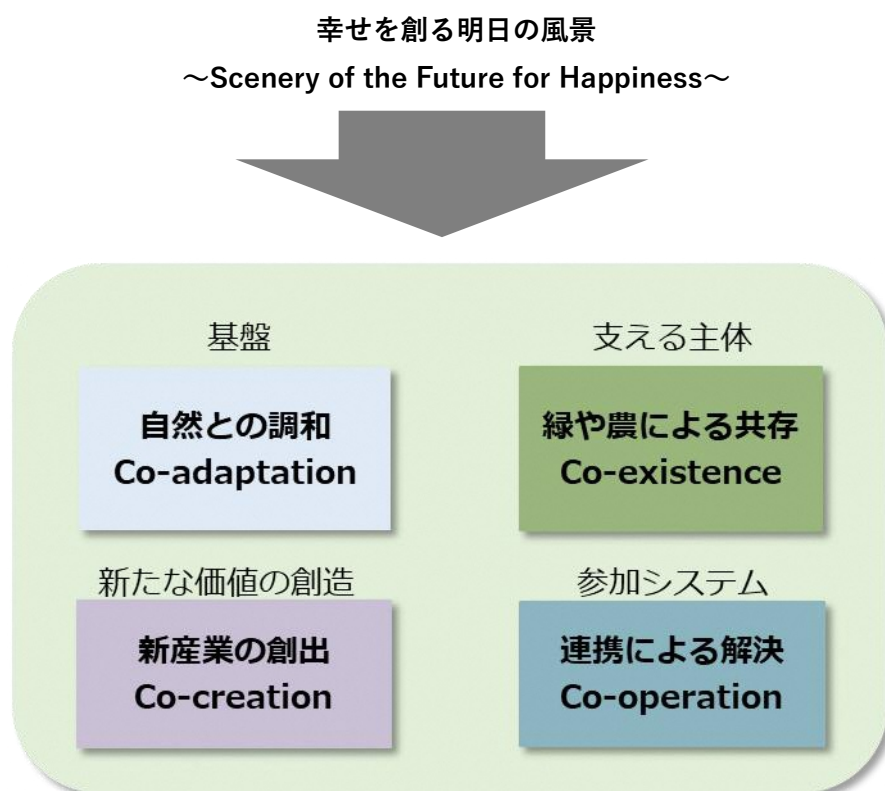 幸せを創る明日の風景
～Scenery of the Future for Happiness～
基盤
自然との調和
Co-adaptation
支える主体
緑や農による共存
Co-existence
新たな価値の創造
新産業の創出
Co-creation
参加システム
連携による解決
Co-operation